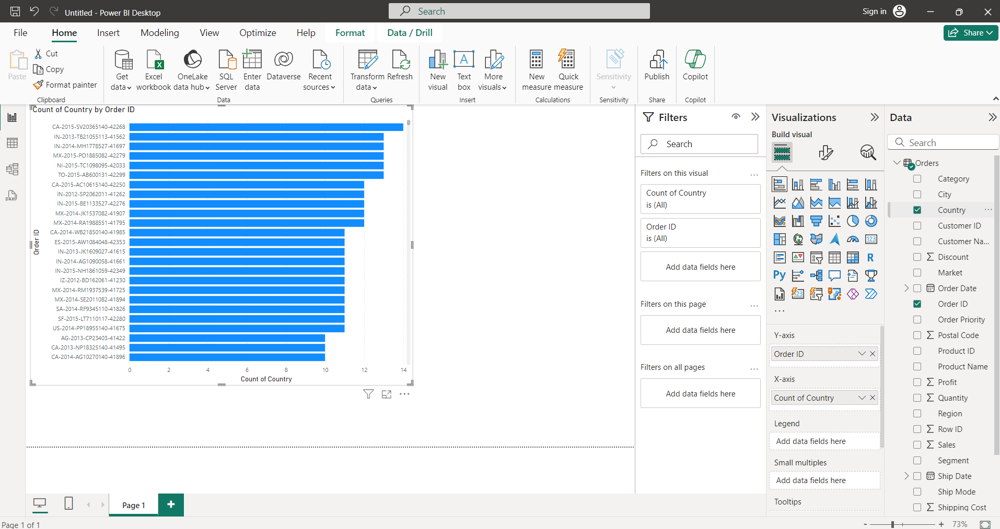 Untitled - Power BI Desktop
Search
Sign in
File
Home
Insert
Modeling
View
Optimize
Help
Format
Data / Drill
Share
Paste
Cut
Copy
Format painter
Clipboard
Get data
Excel workbook
OneLake data hub
SQL Server
Enter data
Dataverse
Recent sources
Data
Transform data
Refresh
Queries
New visual
Text box
More visuals
Insert
New measure
Quick measure
Calculations
Sensitivity
Sensitivity
Publish
Share
Copilot
Copilot
Count of Country by Order ID
Order ID
CA-2015-SV20365140-42268
IN-2013-TB21055113-41562
IN-2014-MH1778527-41697
MX-2015-PO1885082-42279
NI-2015-TC1098095-42033
TO-2015-AB600131-42299
CA-2015-AC10615140-42250
IN-2012-SP2062011-41262
IN-2015-BE1133527-42276
MX-2014-JK1537082-41907
MX-2014-RA1988551-41795
CA-2014-WB21850140-41985
ES-2015-AW1084048-42353
IN-2013-JK1609027-41615
IN-2014-AG1090058-41661
IN-2015-NH1861059-42349
IZ-2012-BD162061-41230
MX-2014-RM1937539-41725
MX-2014-SE2011082-41894
SA-2014-RF9345110-41826
SF-2015-LT7110117-42280
US-2014-PP18955140-41675
AG-2013-CP23403-41422
CA-2013-NP18325140-41495
CA-2014-AG10270140-41896
0 2 4 6 8 10 12 14
Count of Country
Filters
Search
Filters on this visual
Count of Country
is (All)
Order ID
is (All)
Add data fields here
Filters on this page
Add data fields here
Filters on all pages
Add data fields here
Visualizations
Build visual
123
R
Py
123
Y-axis
Order ID
X-axis
Count of Country
Legend
Add data fields here
Small multiples
Add data fields here
Tooltips
Data
Search
Orders
Category
City
Country
Customer ID
Customer Na...
Discount
Market
Order Date
Order ID
Order Priority
Postal Code
Product ID
Product Name
Profit
Quantity
Region
Row ID
Sales
Segment
Ship Date
Ship Mode
Shipping Cost
DAX
Page 1
Page 1 of 1
73%